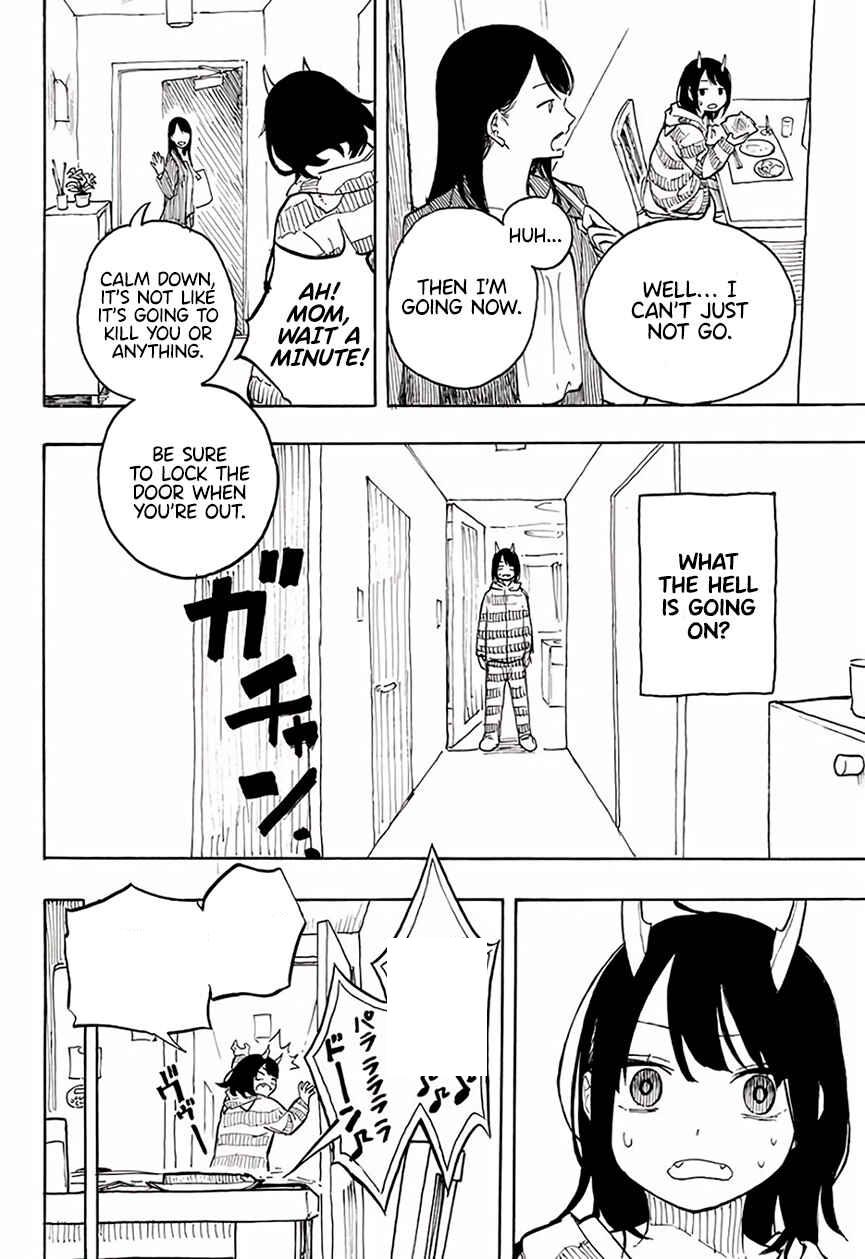 WELL... I
CAN'T JUST
NOT GO.
HUH...
THEN I'M
GOING NOW.
AH!
MOM,
WAIT A
MINUTE!
CALM DOWN,
IT'S NOT LIKE
IT'S GOING TO
KILL YOU OR
ANYTHING.
BE SURE
TO LOCK THE
DOOR WHEN
YOU'RE OUT.
WHAT
THE HELL
IS GOING
ON?
ガチャン
パラララララ
ドーン
ヴヴー